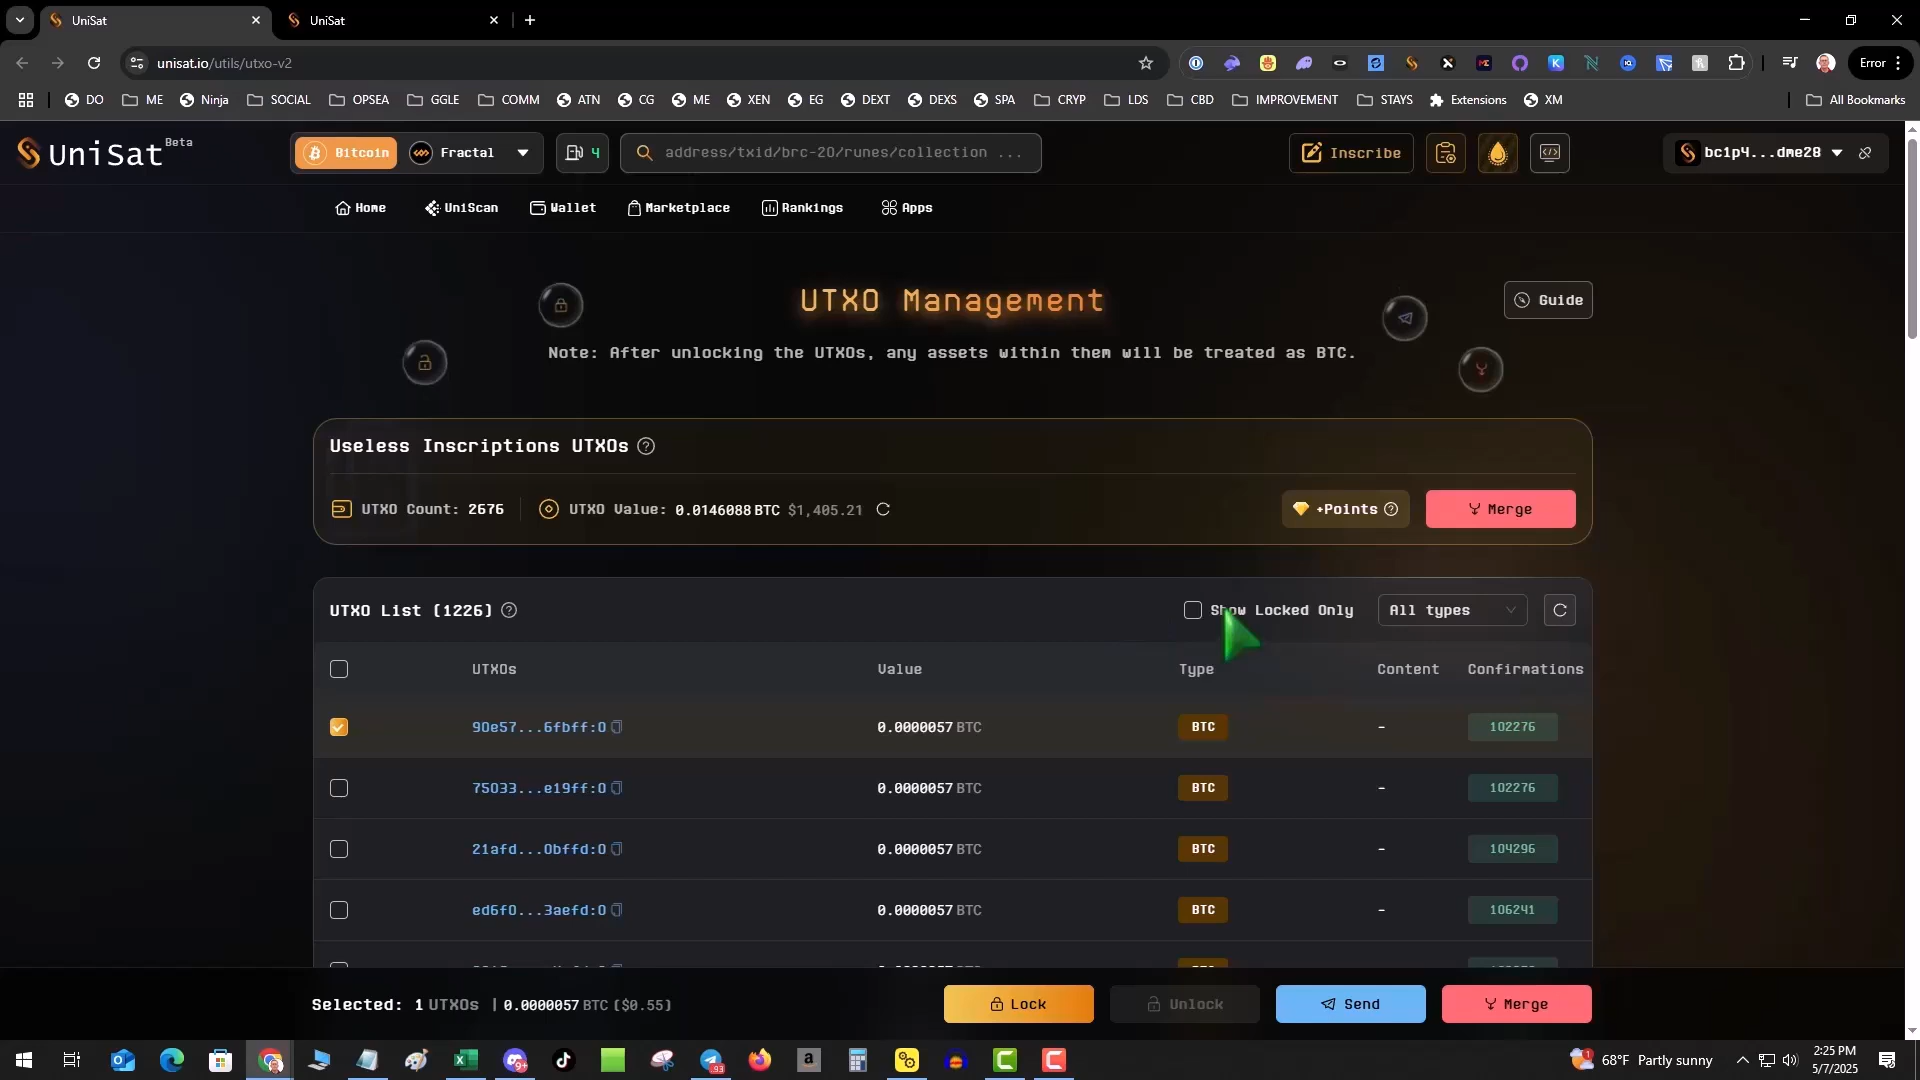 UniSat
UniSat
unisat.io/utils/utxo-v2
Error
DO
ME
Ninja
SOCIAL
OPSEA
GGLE
COMM
ATN
CG
ME
XEN
EG
DEXT
DEXS
SPA
CRYP
LDS
CBD
IMPROVEMENT
STAYS
Extensions
XM
All Bookmarks
UniSat Beta
Bitcoin
Fractal
4
address/txid/brc-20/runes/collection ...
Inscribe
bc1p4...dme28
Home
UniScan
Wallet
Marketplace
Rankings
Apps
UTXO Management
Guide
Note: After unlocking the UTXOs, any assets within them will be treated as BTC.
Useless Inscriptions UTXOs
UTXO Count: 2676
UTXO Value: 0.0146088 BTC $1,405.21
+Points
Merge
UTXO List (1226)
Show Locked Only
All types
UTXOs Value Type Content Confirmations
90e57...6fbff:0 0.0000057 BTC BTC - 102276
75033...e19ff:0 0.0000057 BTC BTC - 102276
21afd...0bffd:0 0.0000057 BTC BTC - 104296
ed6f0...3aefd:0 0.0000057 BTC BTC - 106241
Selected: 1 UTXOs | 0.0000057 BTC ($0.55)
Lock
Unlock
Send
Merge
9+
93
68°F Partly sunny
2:25 PM
5/7/2025